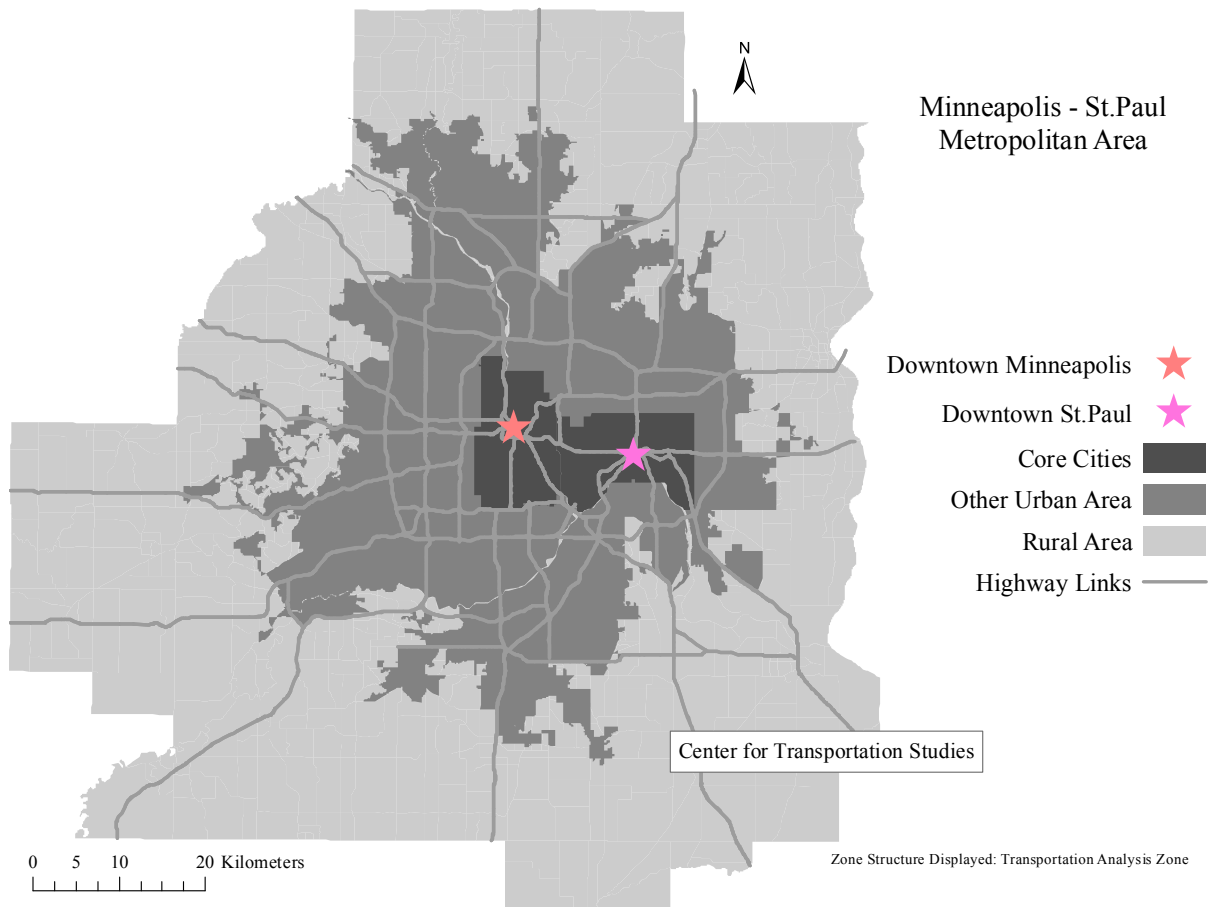 N
Minneapolis - St.Paul
Metropolitan Area
Downtown Minneapolis
Downtown St.Paul
Core Cities
Other Urban Area
Rural Area
Highway Links
Center for Transportation Studies
0 5 10 20 Kilometers
Zone Structure Displayed: Transportation Analysis Zone